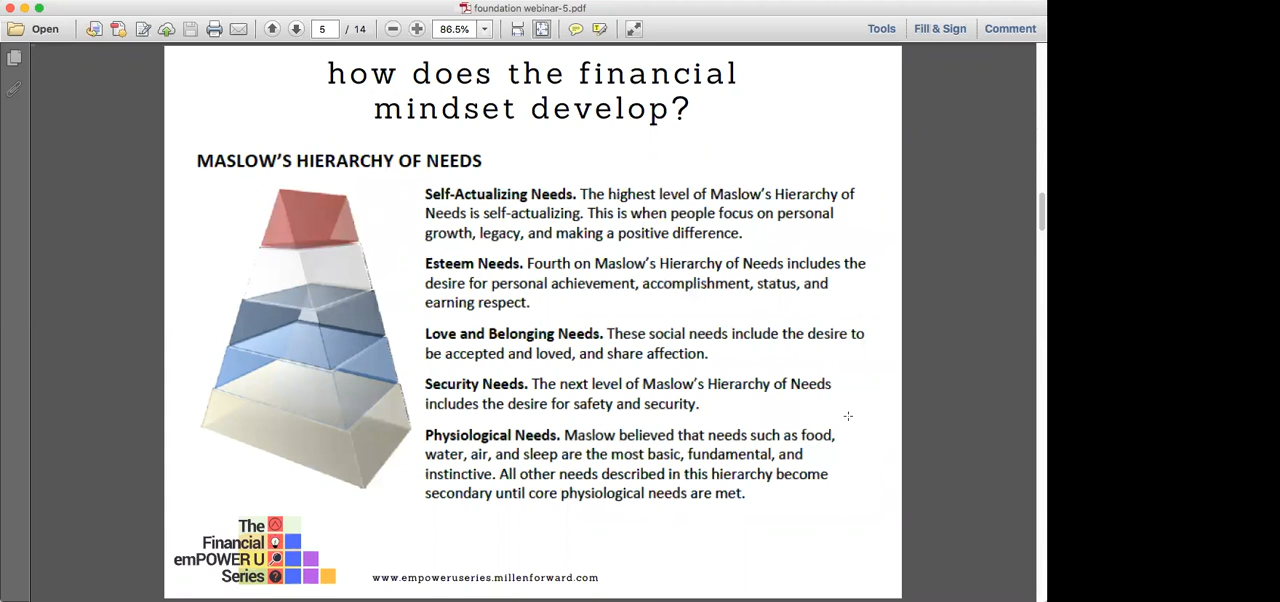 foundation webinar-5.pdf
Open
5 / 14
86.5%
Tools
Fill & Sign
Comment
how does the financial
mindset develop?
MASLOW'S HIERARCHY OF NEEDS
Self-Actualizing Needs. The highest level of Maslow's Hierarchy of
Needs is self-actualizing. This is when people focus on personal
growth, legacy, and making a positive difference.
Esteem Needs. Fourth on Maslow's Hierarchy of Needs includes the
desire for personal achievement, accomplishment, status, and
earning respect.
Love and Belonging Needs. These social needs include the desire to
be accepted and loved, and share affection.
Security Needs. The next level of Maslow's Hierarchy of Needs
includes the desire for safety and security.
Physiological Needs. Maslow believed that needs such as food,
water, air, and sleep are the most basic, fundamental, and
instinctive. All other needs described in this hierarchy become
secondary until core physiological needs are met.
The
Financial
emPOWER U
Series
?
www.empoweruseries.millenforward.com